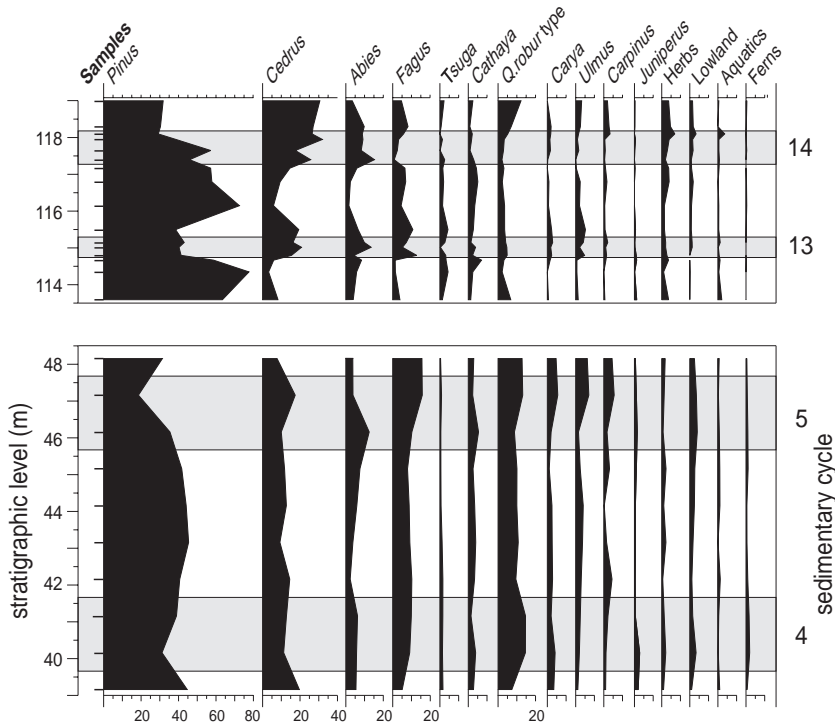 Samples
Pinus
Cedrus
Abies
Fagus
Tsuga
Cathaya
Q.robur type
Carya
Ulmus
Carpinus
Juniperus
Herbs
Lowland
Aquatics
Ferns
118
116
114
14
13
48
46
44
42
40
5
4
stratigraphic level (m)
sedimentary cycle
20 40 60 80 20 40 20 20 20